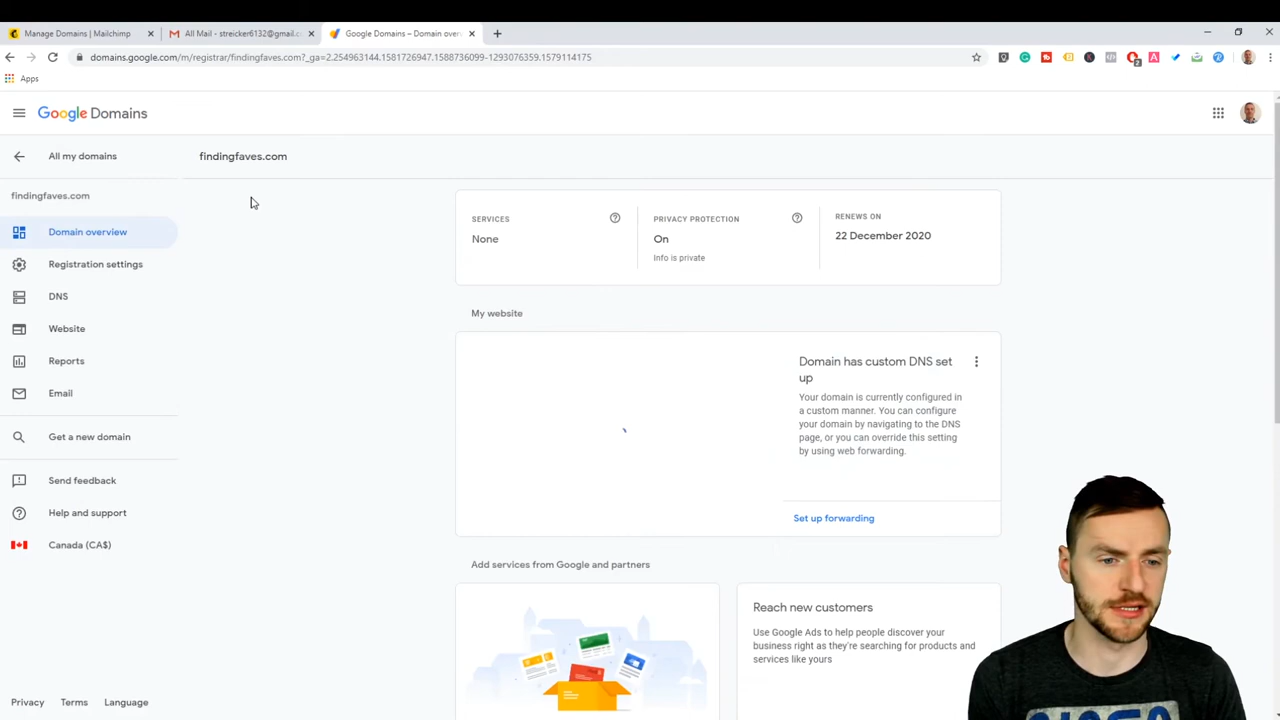 Manage Domains | Mailchimp
All Mail - streicker6132@gmail.c
Google Domains – Domain over
domains.google.com/m/registrar/findingfaves.com?_ga=2.254963144.1581726947.1588736099-1293076359.1579114175
Apps
Google Domains
All my domains
findingfaves.com
findingfaves.com
Domain overview
Registration settings
DNS
Website
Reports
Email
Get a new domain
Send feedback
Help and support
Canada (CA$)
Privacy Terms Language
SERVICES
None
PRIVACY PROTECTION
On
Info is private
RENEWS ON
22 December 2020
My website
Domain has custom DNS set
up
Your domain is currently configured in
a custom manner. You can configure
your domain by navigating to the DNS
page, or you can override this setting
by using web forwarding.
Set up forwarding
Add services from Google and partners
Reach new customers
Use Google Ads to help people discover your
business right as they're searching for products and
services like yours